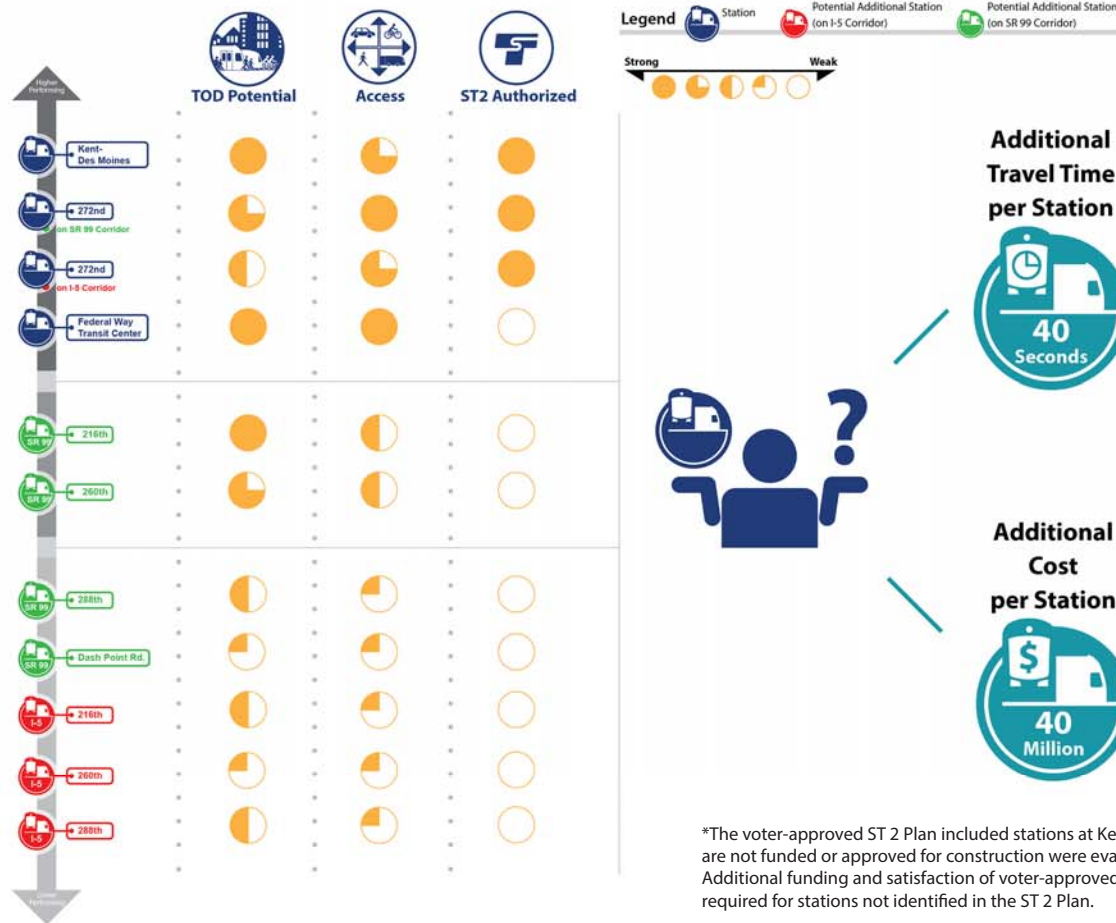 Legend
Station
Potential Additional Station
(on I-5 Corridor)
Potential Additional Station
(on SR 99 Corridor)
Strong
Weak
TOD Potential
Access
ST2 Authorized
Higher
Performing
Kent-
Des Moines
272nd
on SR 99 Corridor
272nd
on I-5 Corridor
Federal Way
Transit Center
SR 99
216th
SR 99
260th
SR 99
288th
SR 99
Dash Point Rd.
I-5
216th
I-5
260th
I-5
288th
Lower
Performing
?
Additional
Travel Time
per Station
40
Seconds
Additional
Cost
per Station
$
40
Million
*The voter-approved ST 2 Plan included stations at Ke
are not funded or approved for construction were eva
Additional funding and satisfaction of voter-approved
required for stations not identified in the ST 2 Plan.